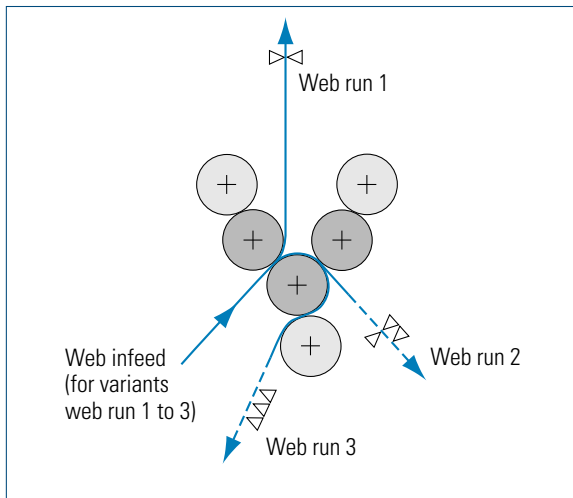 Web run 1
Web infeed
(for variants
web run 1 to 3)
Web run 2
Web run 3